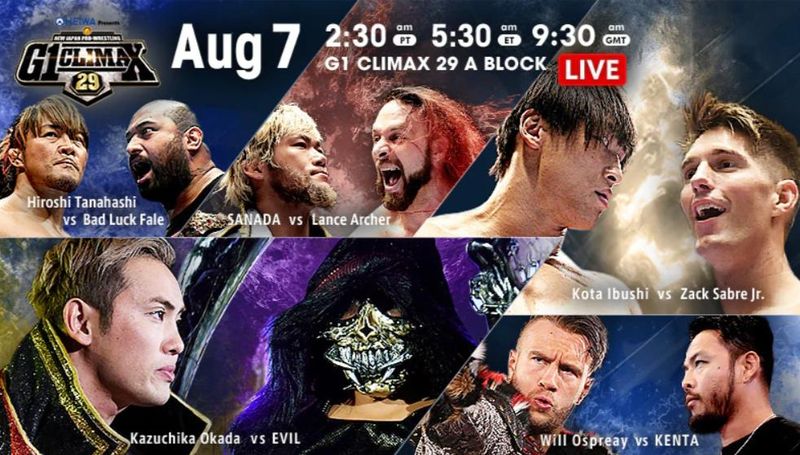 HEIWA Presents
NEW JAPAN PRO-WRESTLING
G1 CLIMAX
29
Aug 7
2:30 am PT 5:30 am ET 9:30 am GMT
G1 CLIMAX 29 A BLOCK
LIVE
Hiroshi Tanahashi
vs Bad Luck Fale
SANADA vs Lance Archer
Kota Ibushi vs Zack Sabre Jr.
Kazuchika Okada vs EVIL
Will Ospreay vs KENTA